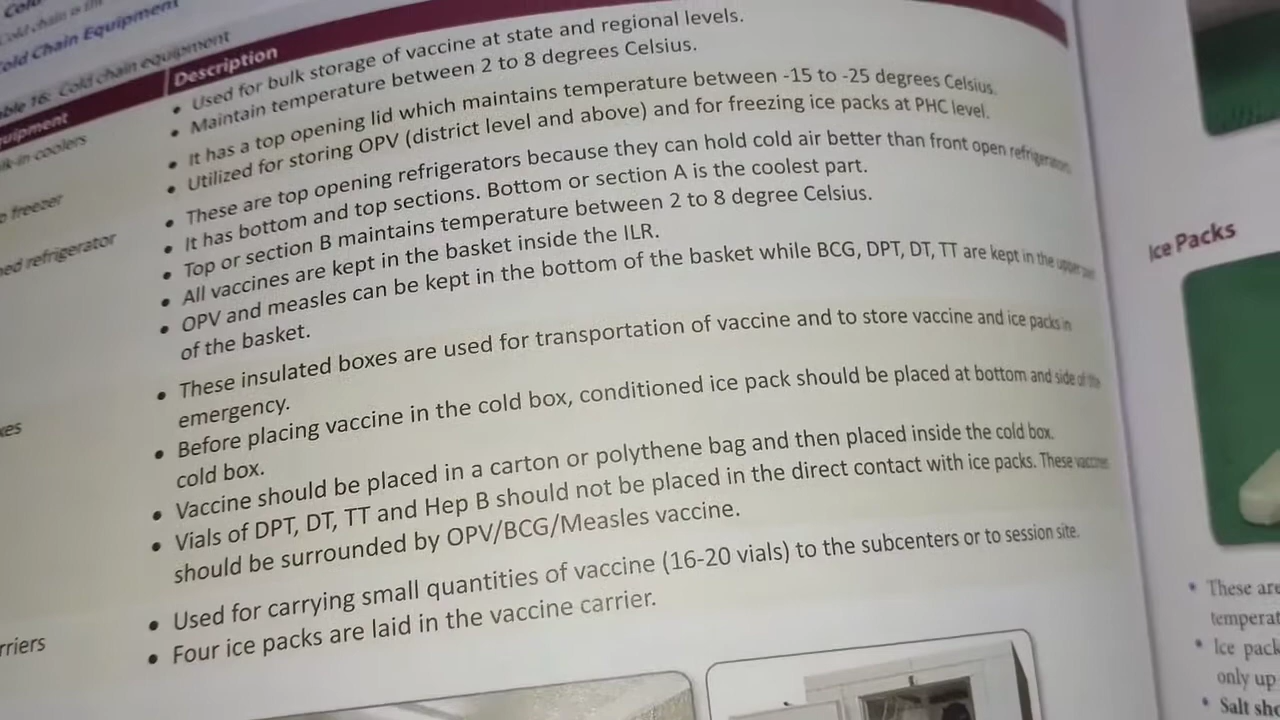 Cold
Cold chain is
Cold Chain Equipment
Table 16: Cold chain equipment
Equipment
Description
Walk-in coolers
• Used for bulk storage of vaccine at state and regional levels.
• Maintain temperature between 2 to 8 degrees Celsius.
freezer
• It has a top opening lid which maintains temperature between -15 to -25 degrees Celsius.
• Utilized for storing OPV (district level and above) and for freezing ice packs at PHC level.
refrigerator
• These are top opening refrigerators because they can hold cold air better than front open refrigerators.
• It has bottom and top sections. Bottom or section A is the coolest part.
• Top or section B maintains temperature between 2 to 8 degree Celsius.
• All vaccines are kept in the basket inside the ILR.
• OPV and measles can be kept in the bottom of the basket while BCG, DPT, DT, TT are kept in the upper part
of the basket.
• These insulated boxes are used for transportation of vaccine and to store vaccine and ice packs in
emergency.
• Before placing vaccine in the cold box, conditioned ice pack should be placed at bottom and side of the
cold box.
• Vaccine should be placed in a carton or polythene bag and then placed inside the cold box.
• Vials of DPT, DT, TT and Hep B should not be placed in the direct contact with ice packs. These vaccines
should be surrounded by OPV/BCG/Measles vaccine.
• Used for carrying small quantities of vaccine (16-20 vials) to the subcenters or to session site.
• Four ice packs are laid in the vaccine carrier.
Ice Packs
• These are
• Ice pack
only up
• Salt